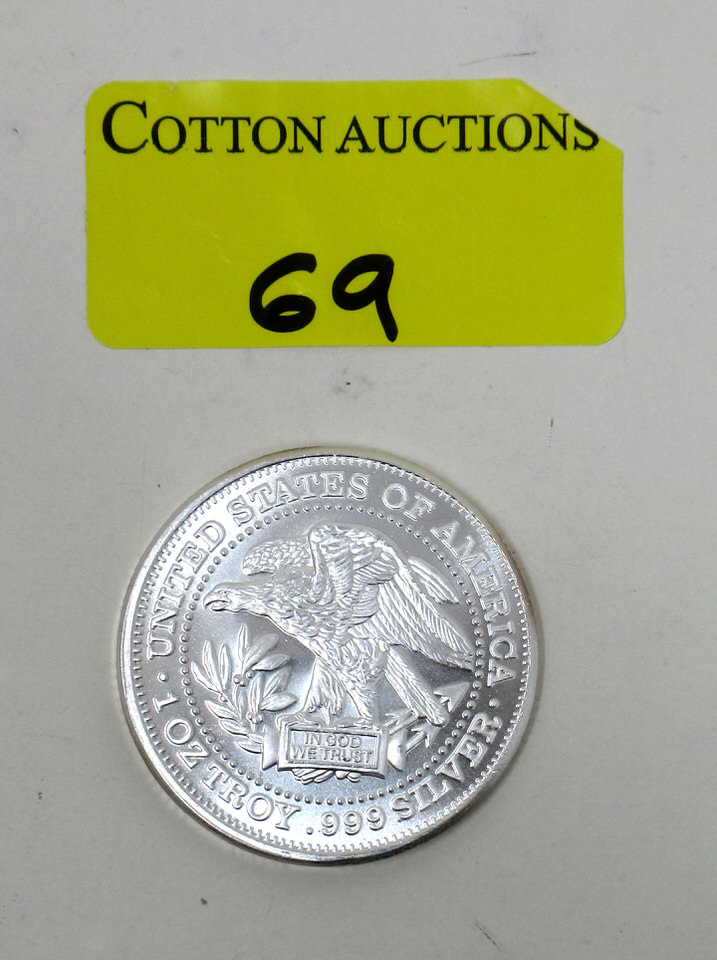 COTTON AUCTIONS
69
· UNITED STATES OF AMERICA ·
IN GOD
WE TRUST
1 OZ TROY .999 SILVER